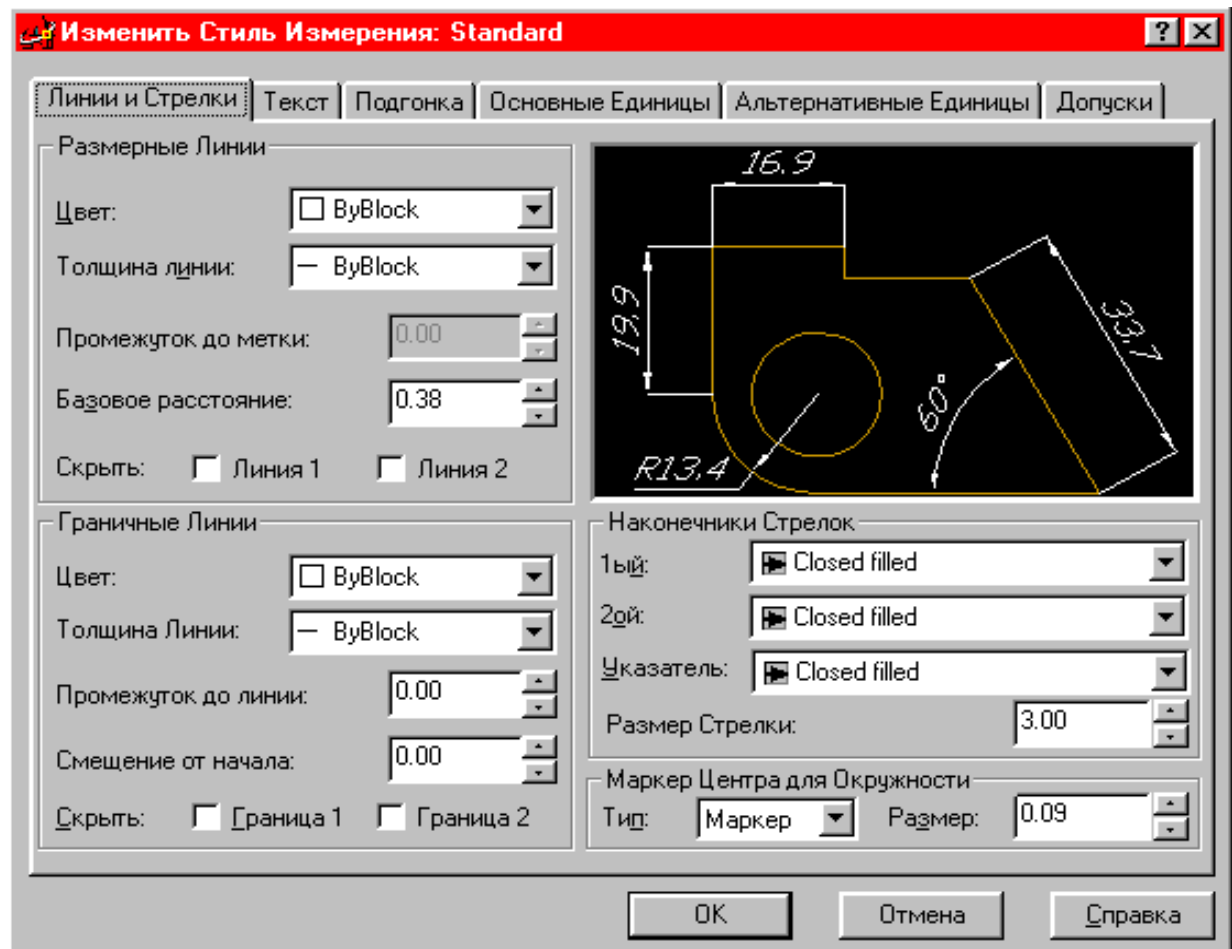 Изменить Стиль Измерения: Standard
Линии и Стрелки Текст Подгонка Основные Единицы Альтернативные Единицы Допуски
Размерные Линии
Цвет: ByBlock
Толщина линии: ByBlock
Промежуток до метки: 0.00
Базовое расстояние: 0.38
Скрыть: Линия 1 Линия 2
16.9
19.9
33.7
60°
R13.4
Граничные Линии
Цвет: ByBlock
Толщина Линии: ByBlock
Промежуток до линии: 0.00
Смещение от начала: 0.00
Скрыть: Граница 1 Граница 2
Наконечники Стрелок
1ый: Closed filled
2ой: Closed filled
Указатель: Closed filled
Размер Стрелки: 3.00
Маркер Центра для Окружности
Тип: Маркер Размер: 0.09
OK Отмена Справка